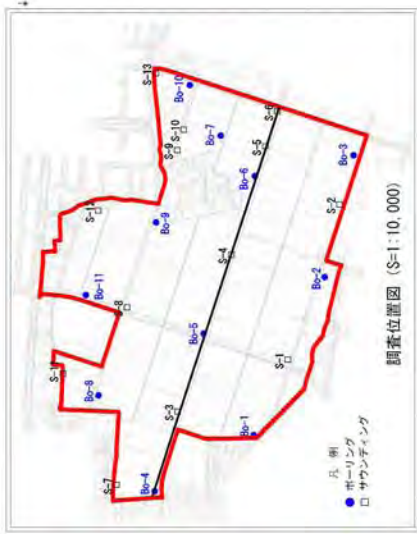 S-13
Bo-10
S-10
S-9
Bo-7
S-6
S-5
Bo-6
Bo-3
S-2
Bo-9
S-4
Bo-2
Bo-11
S-8
Bo-5
S-1
Bo-8
S-3
Bo-1
S-7
Bo-4
凡 例
ボーリング
サウンディング
調査位置図 (S=1:10,000)